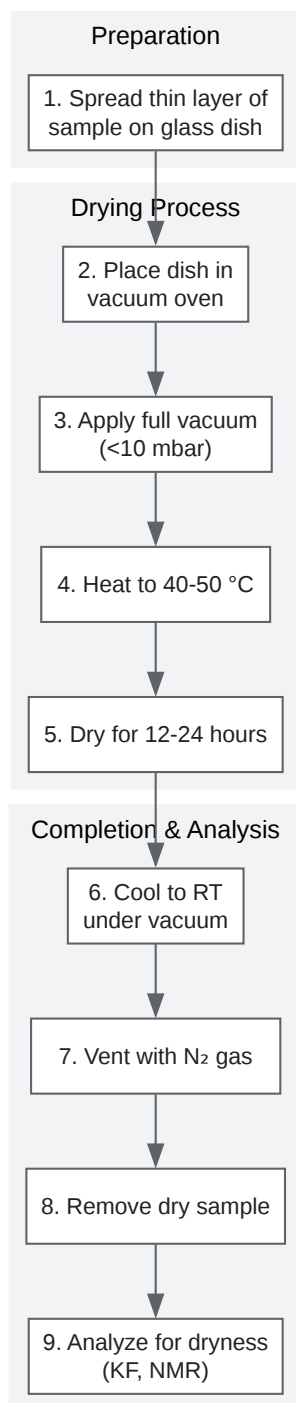 Preparation
1. Spread thin layer of
sample on glass dish
Drying Process
2. Place dish in
vacuum oven
3. Apply full vacuum
(<10 mbar)
4. Heat to 40-50 °C
5. Dry for 12-24 hours
Completion & Analysis
6. Cool to RT
under vacuum
7. Vent with N₂ gas
8. Remove dry sample
9. Analyze for dryness
(KF, NMR)